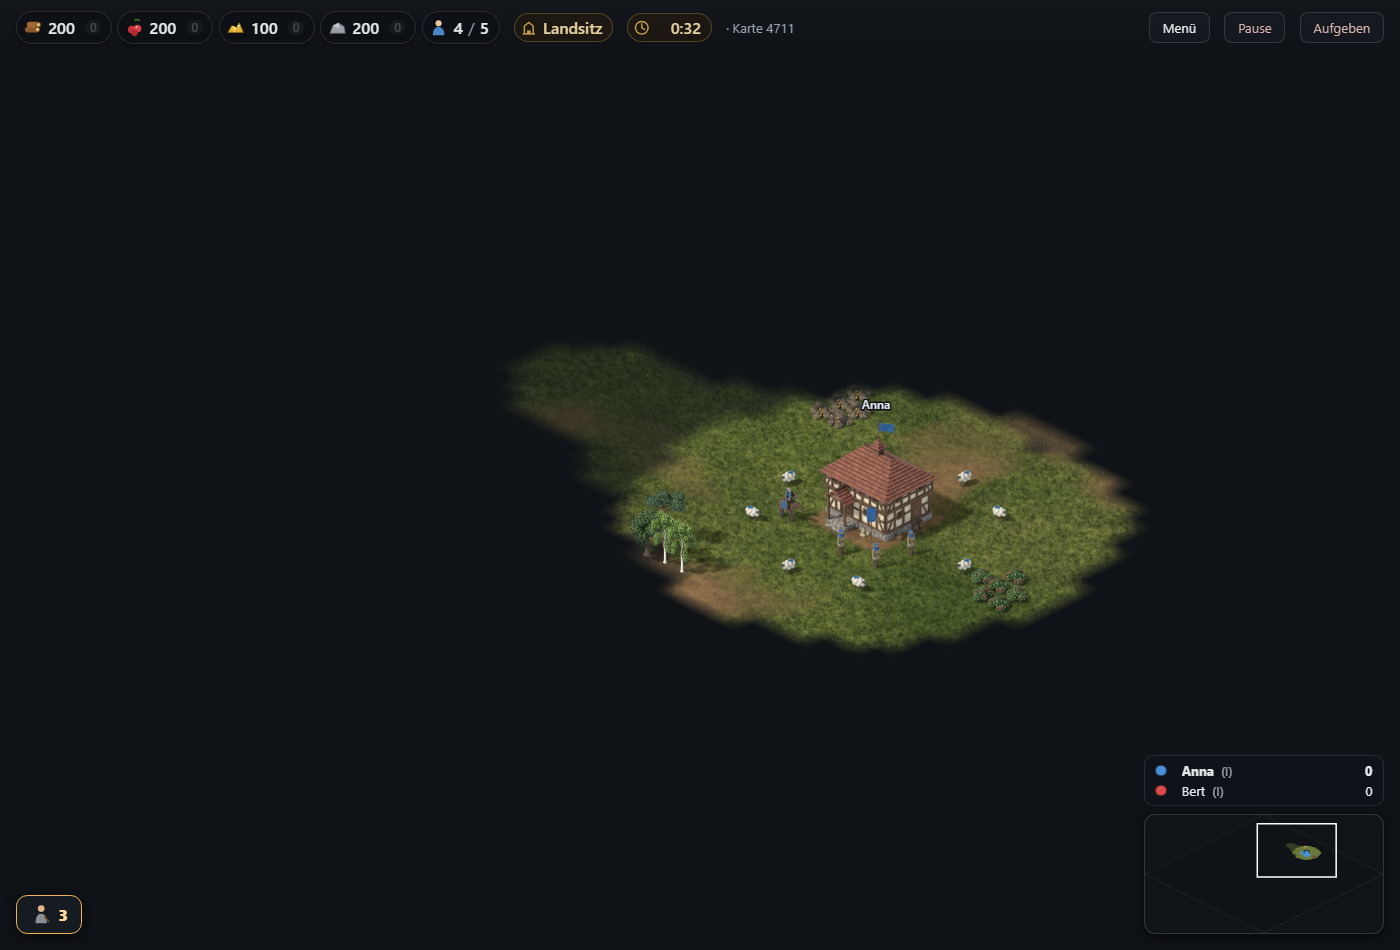 200 0 200 0 100 0 200 0 4 / 5 Landsitz 0:32 · Karte 4711 Menü Pause Aufgeben
Anna
Anna (I) 0
Bert (I) 0
3